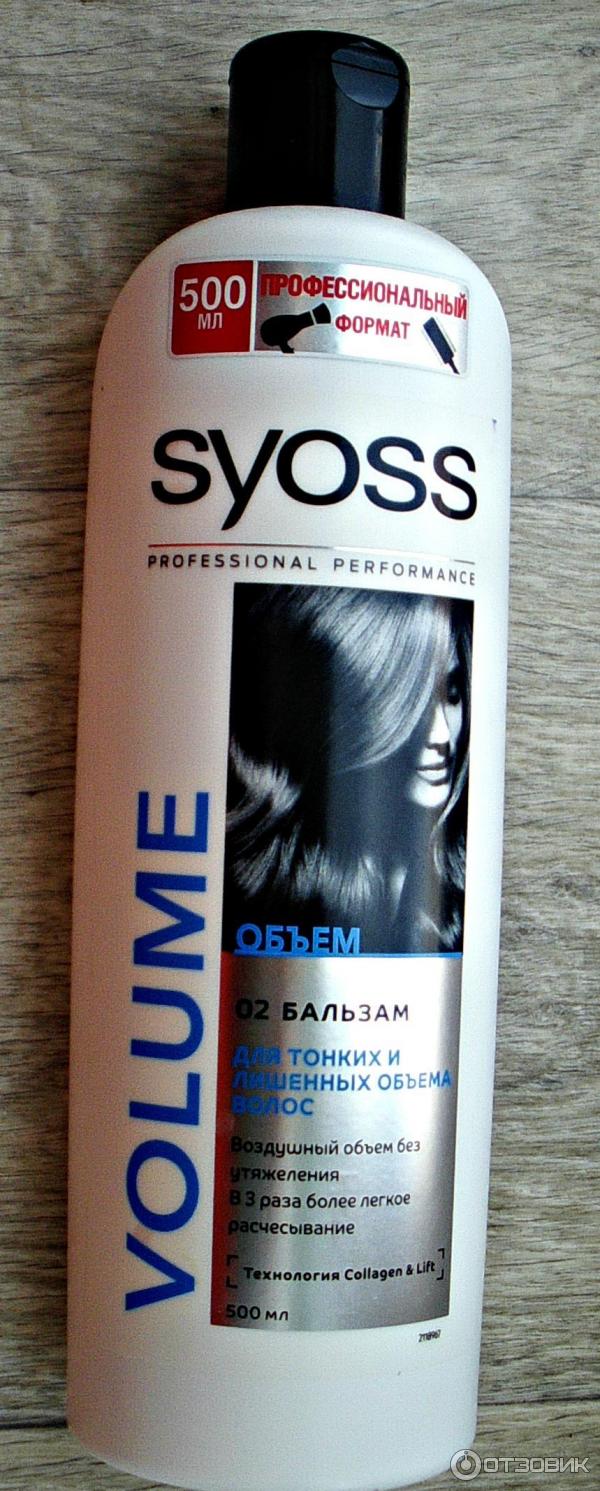 500
МЛ
ПРОФЕССИОНАЛЬНЫЙ
ФОРМАТ
syoss
PROFESSIONAL PERFORMANCE
VOLUME
ОБЪЕМ
02 БАЛЬЗАМ
ДЛЯ ТОНКИХ И
ЛИШЕННЫХ ОБЪЕМА
ВОЛОС
Воздушный объем без
утяжеления
В 3 раза более легкое
расчесывание
Технология Collagen & Lift
500 мл
2118967
ОТЗОВИК